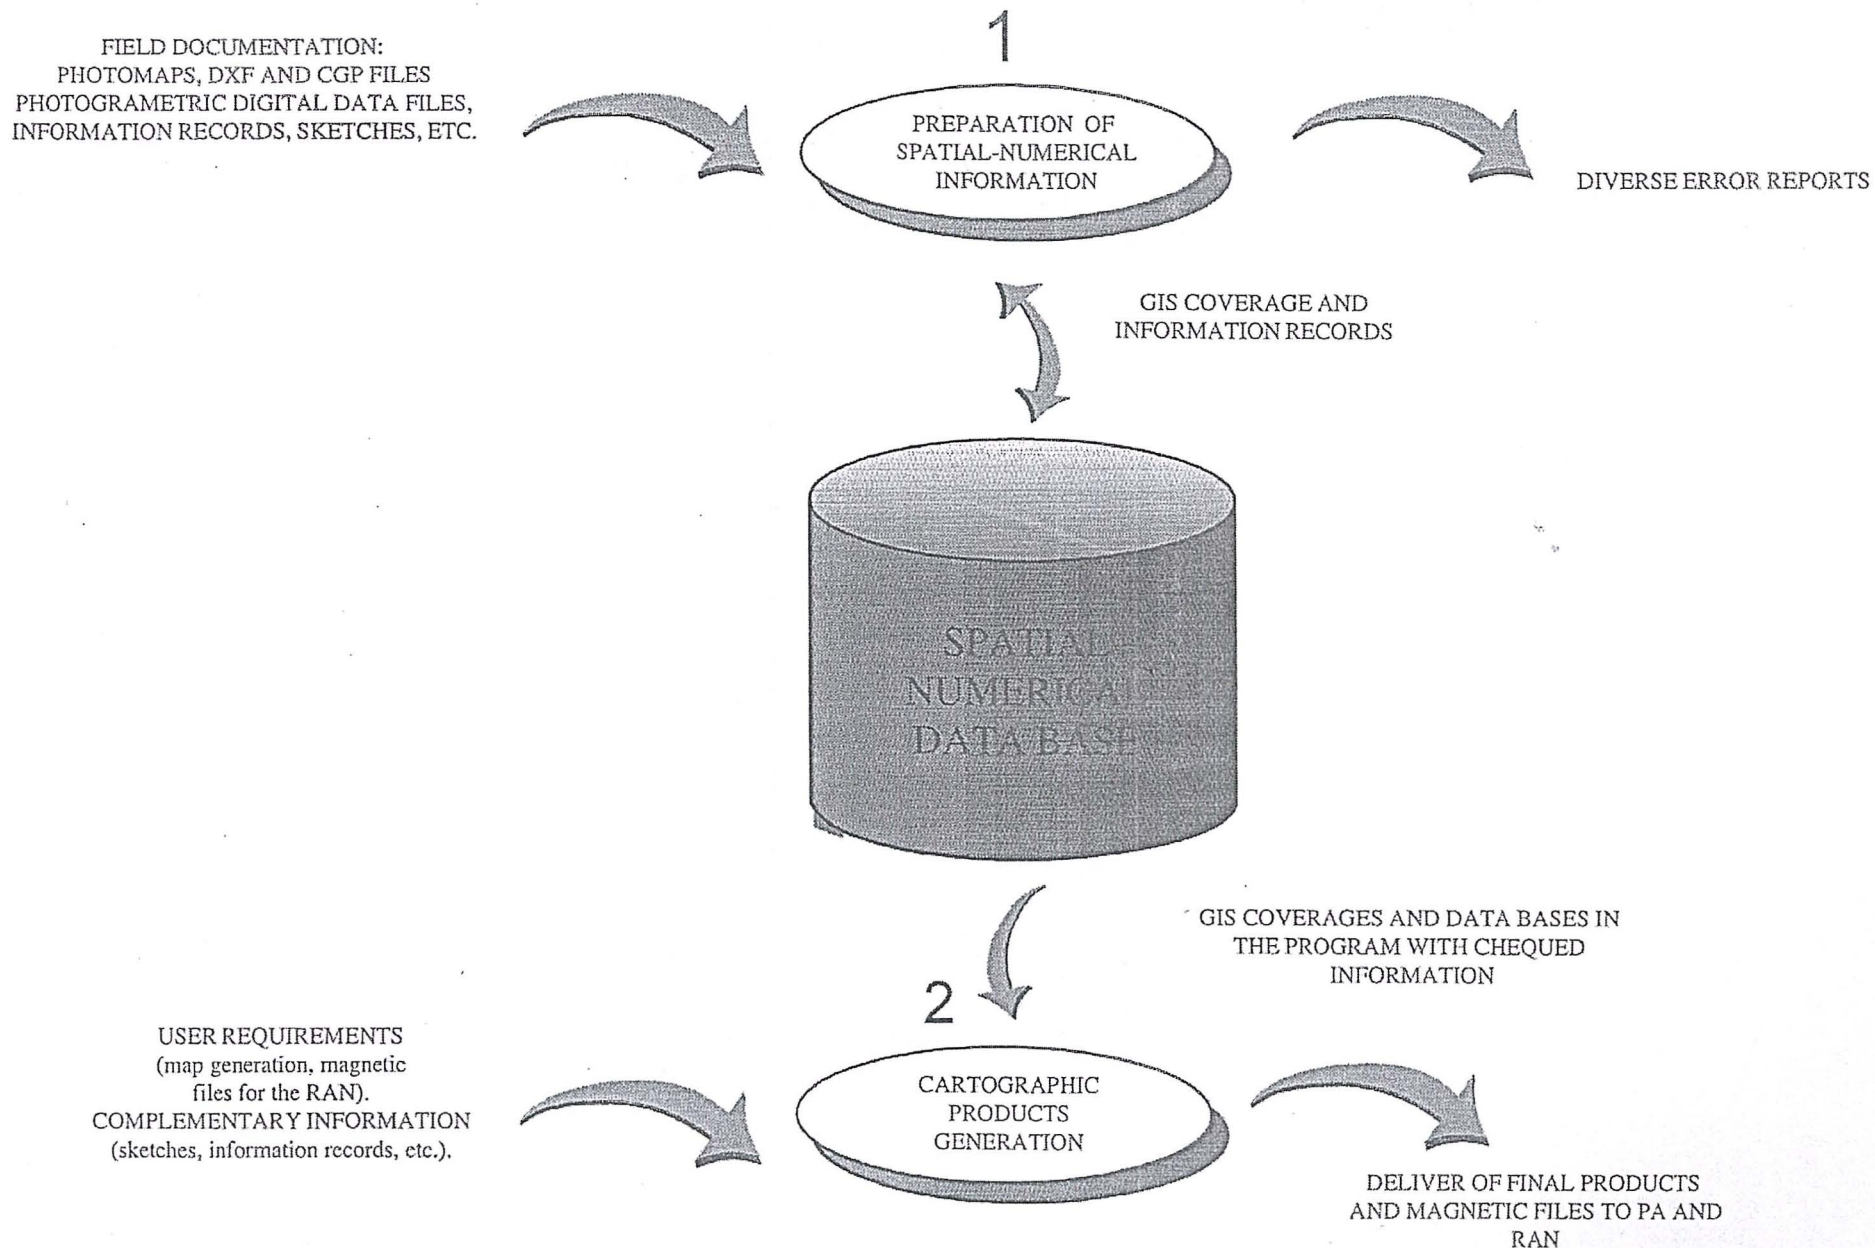 1
FIELD DOCUMENTATION:
PHOTOMAPS, DXF AND CGP FILES
PHOTOGRAMETRIC DIGITAL DATA FILES,
INFORMATION RECORDS, SKETCHES, ETC.
PREPARATION OF
SPATIAL-NUMERICAL
INFORMATION
DIVERSE ERROR REPORTS
GIS COVERAGE AND
INFORMATION RECORDS
SPATIAL
NUMERICAL
DATA BASE
GIS COVERAGES AND DATA BASES IN
THE PROGRAM WITH CHEQUED
INFORMATION
2
USER REQUIREMENTS
(map generation, magnetic
files for the RAN).
COMPLEMENTARY INFORMATION
(sketches, information records, etc.).
CARTOGRAPHIC
PRODUCTS
GENERATION
DELIVER OF FINAL PRODUCTS
AND MAGNETIC FILES TO PA AND
RAN